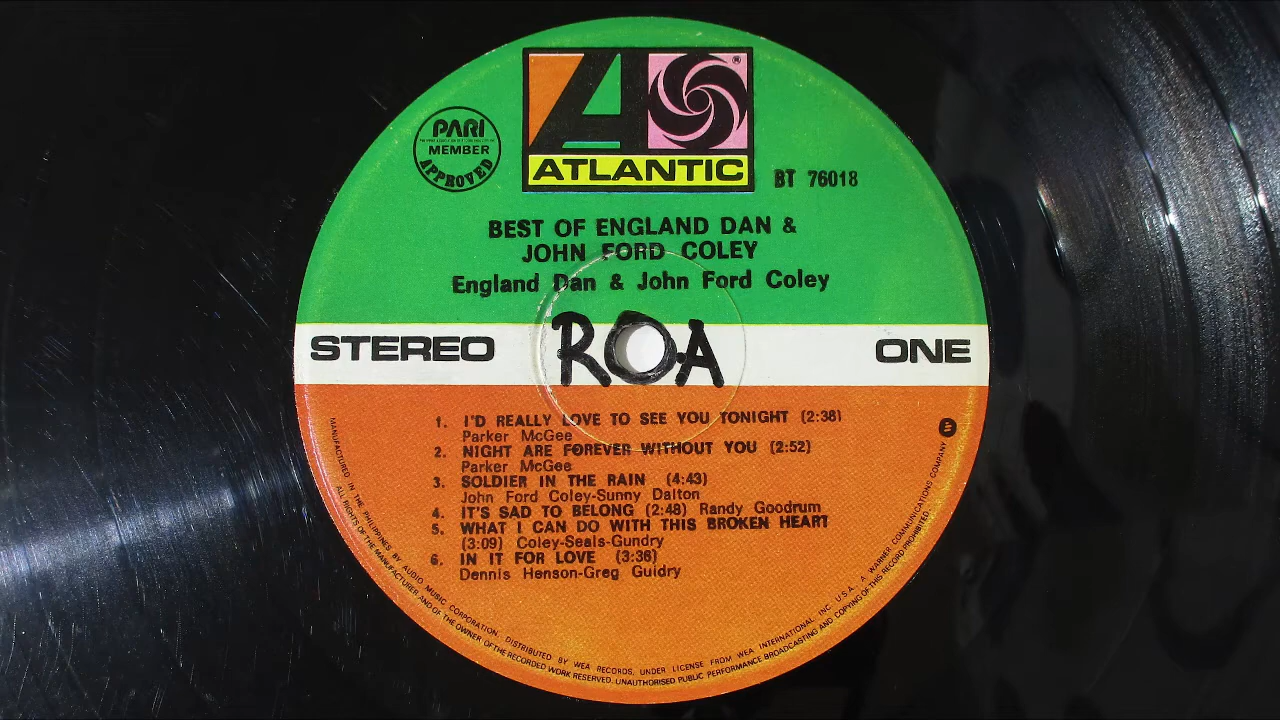 PARI
MEMBER
APPROVED
®
ATLANTIC
BT 76018
BEST OF ENGLAND DAN &
JOHN FORD COLEY
England Dan & John Ford Coley
STEREO
ROA
ONE
1. I'D REALLY LOVE TO SEE YOU TONIGHT (2:38)
Parker McGee
2. NIGHT ARE FOREVER WITHOUT YOU (2:52)
Parker McGee
3. SOLDIER IN THE RAIN (4:43)
John Ford Coley-Sunny Dalton
4. IT'S SAD TO BELONG (2:48) Randy Goodrum
5. WHAT I CAN DO WITH THIS BROKEN HEART
(3:09) Coley-Seals-Gundry
6. IN IT FOR LOVE (3:36)
Dennis Henson-Greg Guidry
MANUFACTURED IN THE PHILIPPINES BY AUDIO MUSIC CORPORATION. DISTRIBUTED BY WEA RECORDS, UNDER LICENSE FROM WEA INTERNATIONAL, INC. U.S.A. A WARNER COMMUNICATIONS COMPANY
ALL RIGHTS OF THE MANUFACTURER AND OF THE OWNER OF THE RECORDED WORK RESERVED. UNAUTHORISED PUBLIC PERFORMANCE BROADCASTING AND COPYING OF THIS RECORD PROHIBITED.